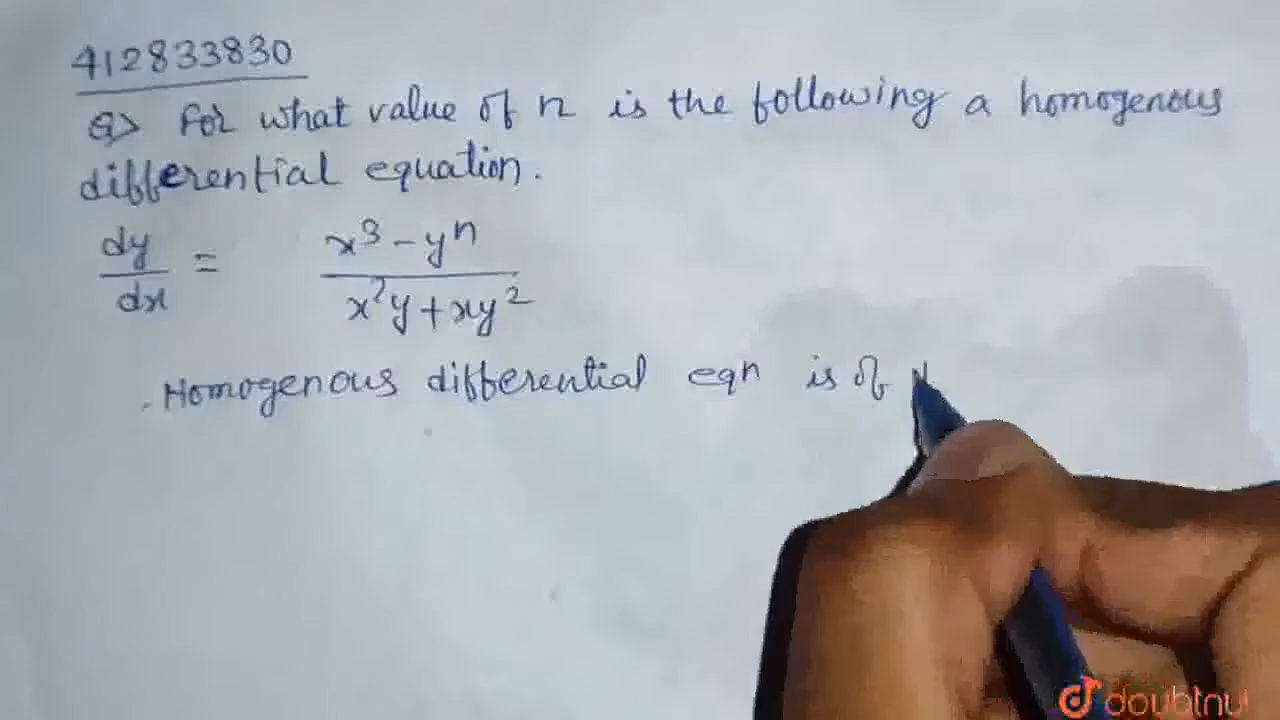 412833830
Q> For what value of n is the following a homogenous
differential equation.
dy/dx = x³ - yⁿ / x²y + xy²
. Homogenous differential eqn is of
doubtnut